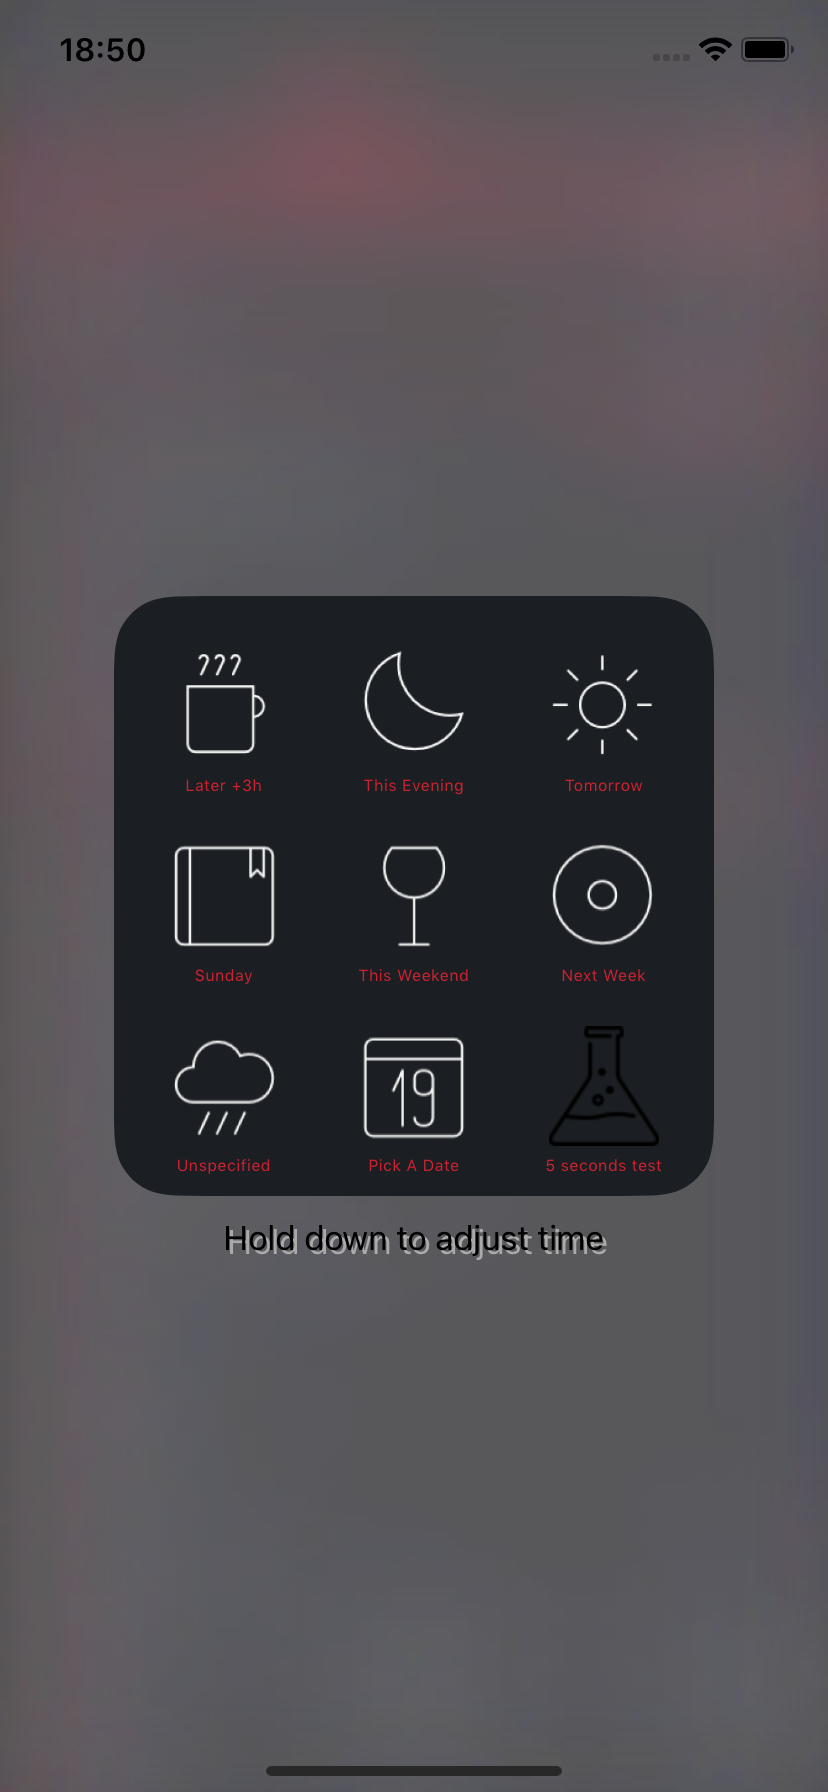 18:50
Later +3h
This Evening
Tomorrow
Sunday
This Weekend
Next Week
19
Unspecified
Pick A Date
5 seconds test
Hold down to adjust time